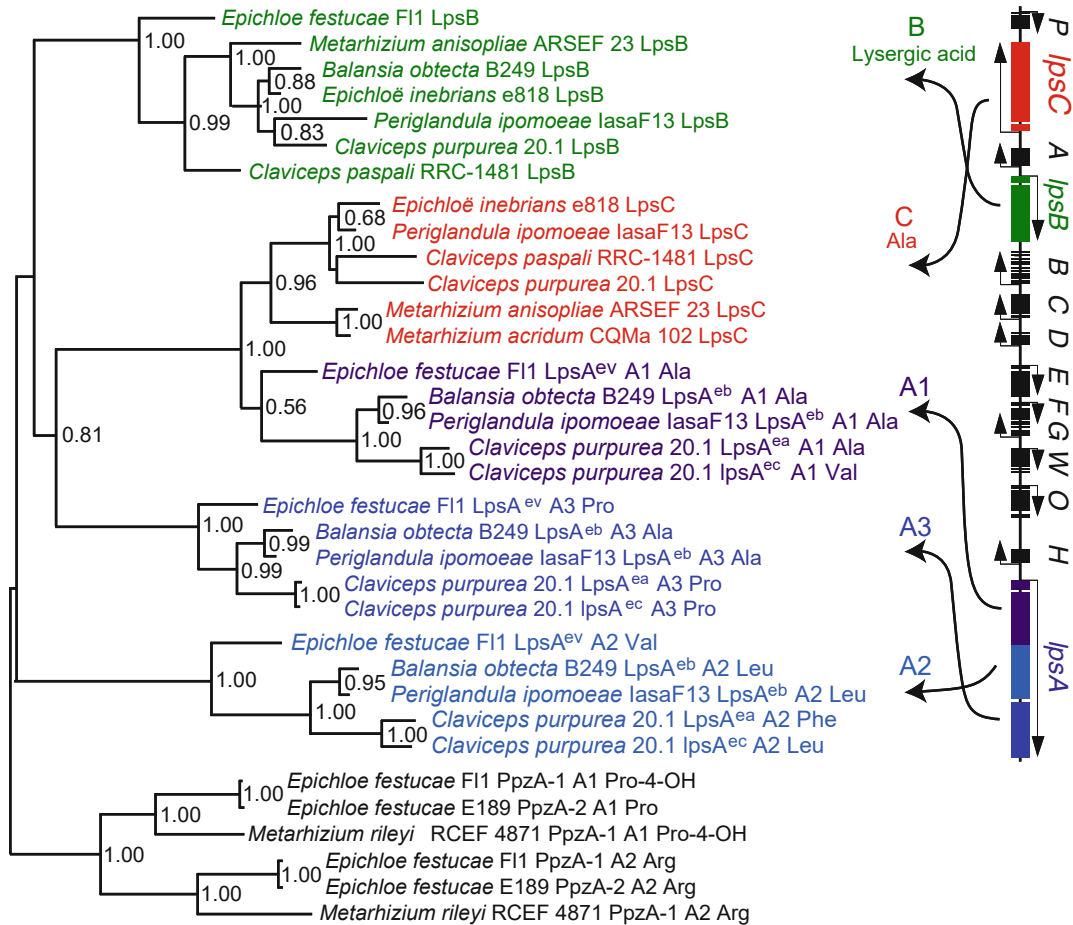 Epichloe festucae Fl1 LpsB
1.00
Metarhizium anisopliae ARSEF 23 LpsB
1.00
Balansia obtecta B249 LpsB
0.88
Epichloë inebrians e818 LpsB
1.00
Periglandula ipomoeae IasaF13 LpsB
0.99
0.83
Claviceps purpurea 20.1 LpsB
Claviceps paspali RRC-1481 LpsB
Epichloë inebrians e818 LpsC
0.68
Periglandula ipomoeae IasaF13 LpsC
1.00
Claviceps paspali RRC-1481 LpsC
0.96
Claviceps purpurea 20.1 LpsC
Metarhizium anisopliae ARSEF 23 LpsC
1.00
Metarhizium acridum CQMa 102 LpsC
1.00
Epichloe festucae Fl1 LpsAev A1 Ala
0.56
Balansia obtecta B249 LpsAeb A1 Ala
0.96
Periglandula ipomoeae IasaF13 LpsAeb A1 Ala
0.81
1.00
Claviceps purpurea 20.1 LpsAea A1 Ala
1.00
Claviceps purpurea 20.1 lpsAec A1 Val
Epichloe festucae Fl1 LpsAev A3 Pro
1.00
Balansia obtecta B249 LpsAeb A3 Ala
0.99
Periglandula ipomoeae IasaF13 LpsAeb A3 Ala
0.99
Claviceps purpurea 20.1 LpsAea A3 Pro
1.00
Claviceps purpurea 20.1 lpsAec A3 Pro
Epichloe festucae Fl1 LpsAev A2 Val
1.00
Balansia obtecta B249 LpsAeb A2 Leu
0.95
Periglandula ipomoeae IasaF13 LpsAeb A2 Leu
1.00
Claviceps purpurea 20.1 LpsAea A2 Phe
1.00
Claviceps purpurea 20.1 lpsAec A2 Leu
Epichloe festucae Fl1 PpzA-1 A1 Pro-4-OH
1.00
Epichloe festucae E189 PpzA-2 A1 Pro
1.00
Metarhizium rileyi RCEF 4871 PpzA-1 A1 Pro-4-OH
1.00
Epichloe festucae Fl1 PpzA-1 A2 Arg
1.00
Epichloe festucae E189 PpzA-2 A2 Arg
1.00
Metarhizium rileyi RCEF 4871 PpzA-1 A2 Arg
B
Lysergic acid
C
Ala
A1
A3
A2
P
lpsC
A
lpsB
B
C
D
E
F
G
W
O
H
lpsA